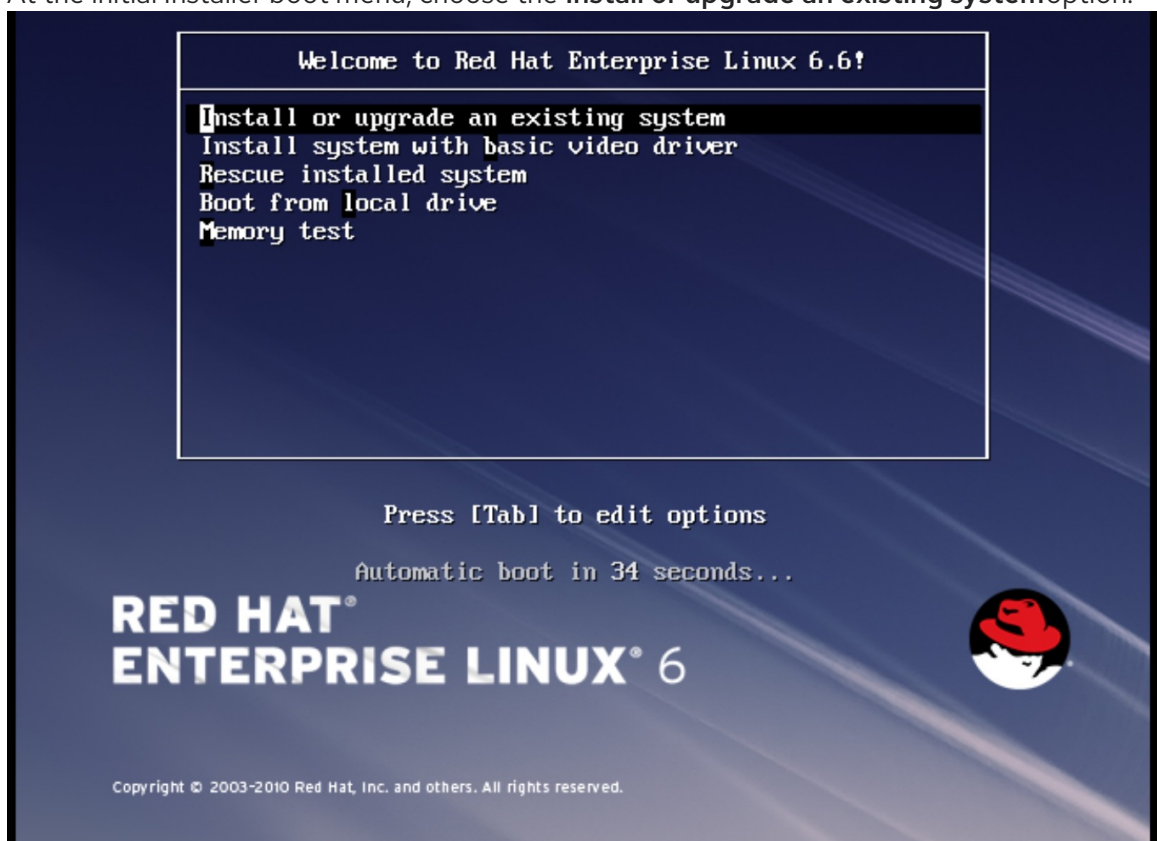 At the initial installer boot menu, choose the Install or upgrade an existing systemoption.
Welcome to Red Hat Enterprise Linux 6.6!
Install or upgrade an existing system
Install system with basic video driver
Rescue installed system
Boot from local drive
Memory test
Press [Tab] to edit options
Automatic boot in 34 seconds...
RED HAT®
ENTERPRISE LINUX® 6
Copyright © 2003-2010 Red Hat, Inc. and others. All rights reserved.